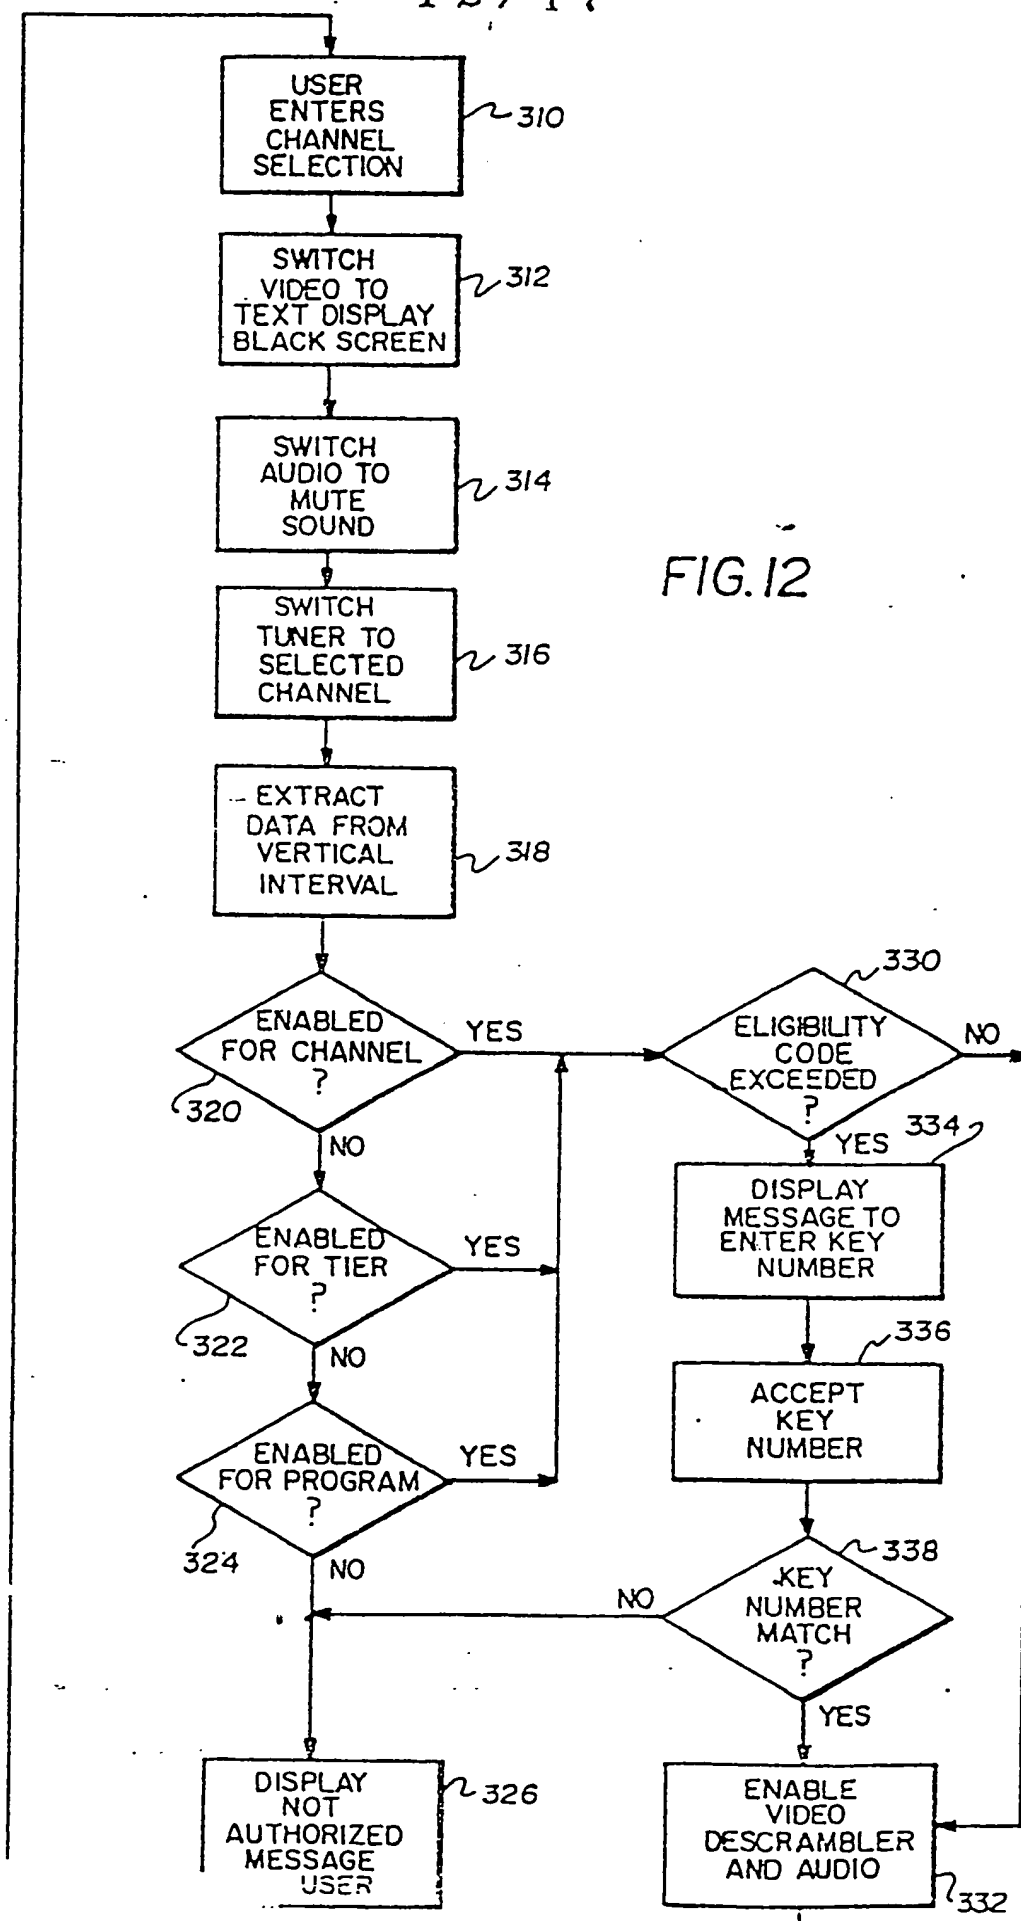 USER
ENTERS
CHANNEL
SELECTION
310
SWITCH
VIDEO TO
TEXT DISPLAY
BLACK SCREEN
312
SWITCH
AUDIO TO
MUTE
SOUND
314
FIG.12
SWITCH
TUNER TO
SELECTED
CHANNEL
316
EXTRACT
DATA FROM
VERTICAL
INTERVAL
318
ENABLED
FOR CHANNEL
?
320
YES
NO
ELIGIBILITY
CODE
EXCEEDED
?
330
NO
YES
334
DISPLAY
MESSAGE TO
ENTER KEY
NUMBER
ENABLED
FOR TIER
?
322
YES
NO
336
ACCEPT
KEY
NUMBER
ENABLED
FOR PROGRAM
?
324
YES
NO
338
KEY
NUMBER
MATCH
?
NO
YES
DISPLAY
NOT
AUTHORIZED
MESSAGE
USER
326
ENABLE
VIDEO
DESCRAMBLER
AND AUDIO
332